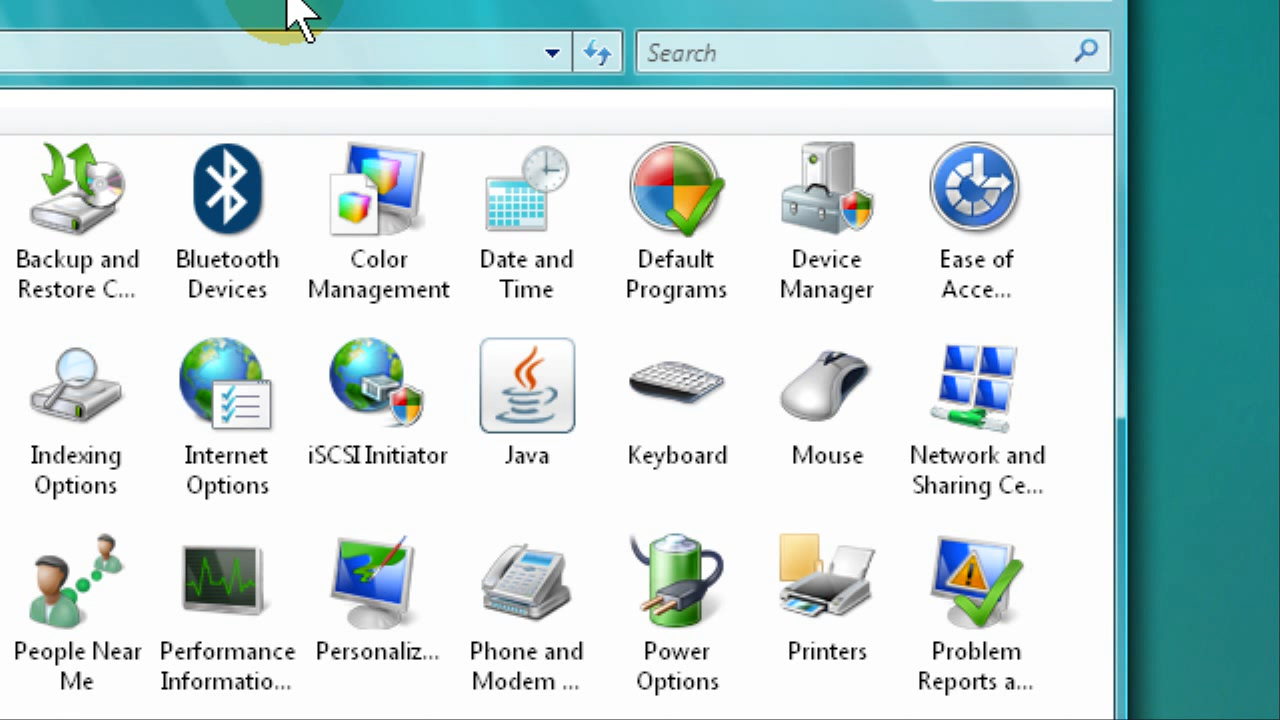 Search
Backup and
Restore C...
Bluetooth
Devices
Color
Management
Date and
Time
Default
Programs
Device
Manager
Ease of
Acce...
Indexing
Options
Internet
Options
iSCSI Initiator
Java
Keyboard
Mouse
Network and
Sharing Ce...
People Near
Me
Performance
Informatio...
Personaliz...
Phone and
Modem ...
Power
Options
Printers
Problem
Reports a...